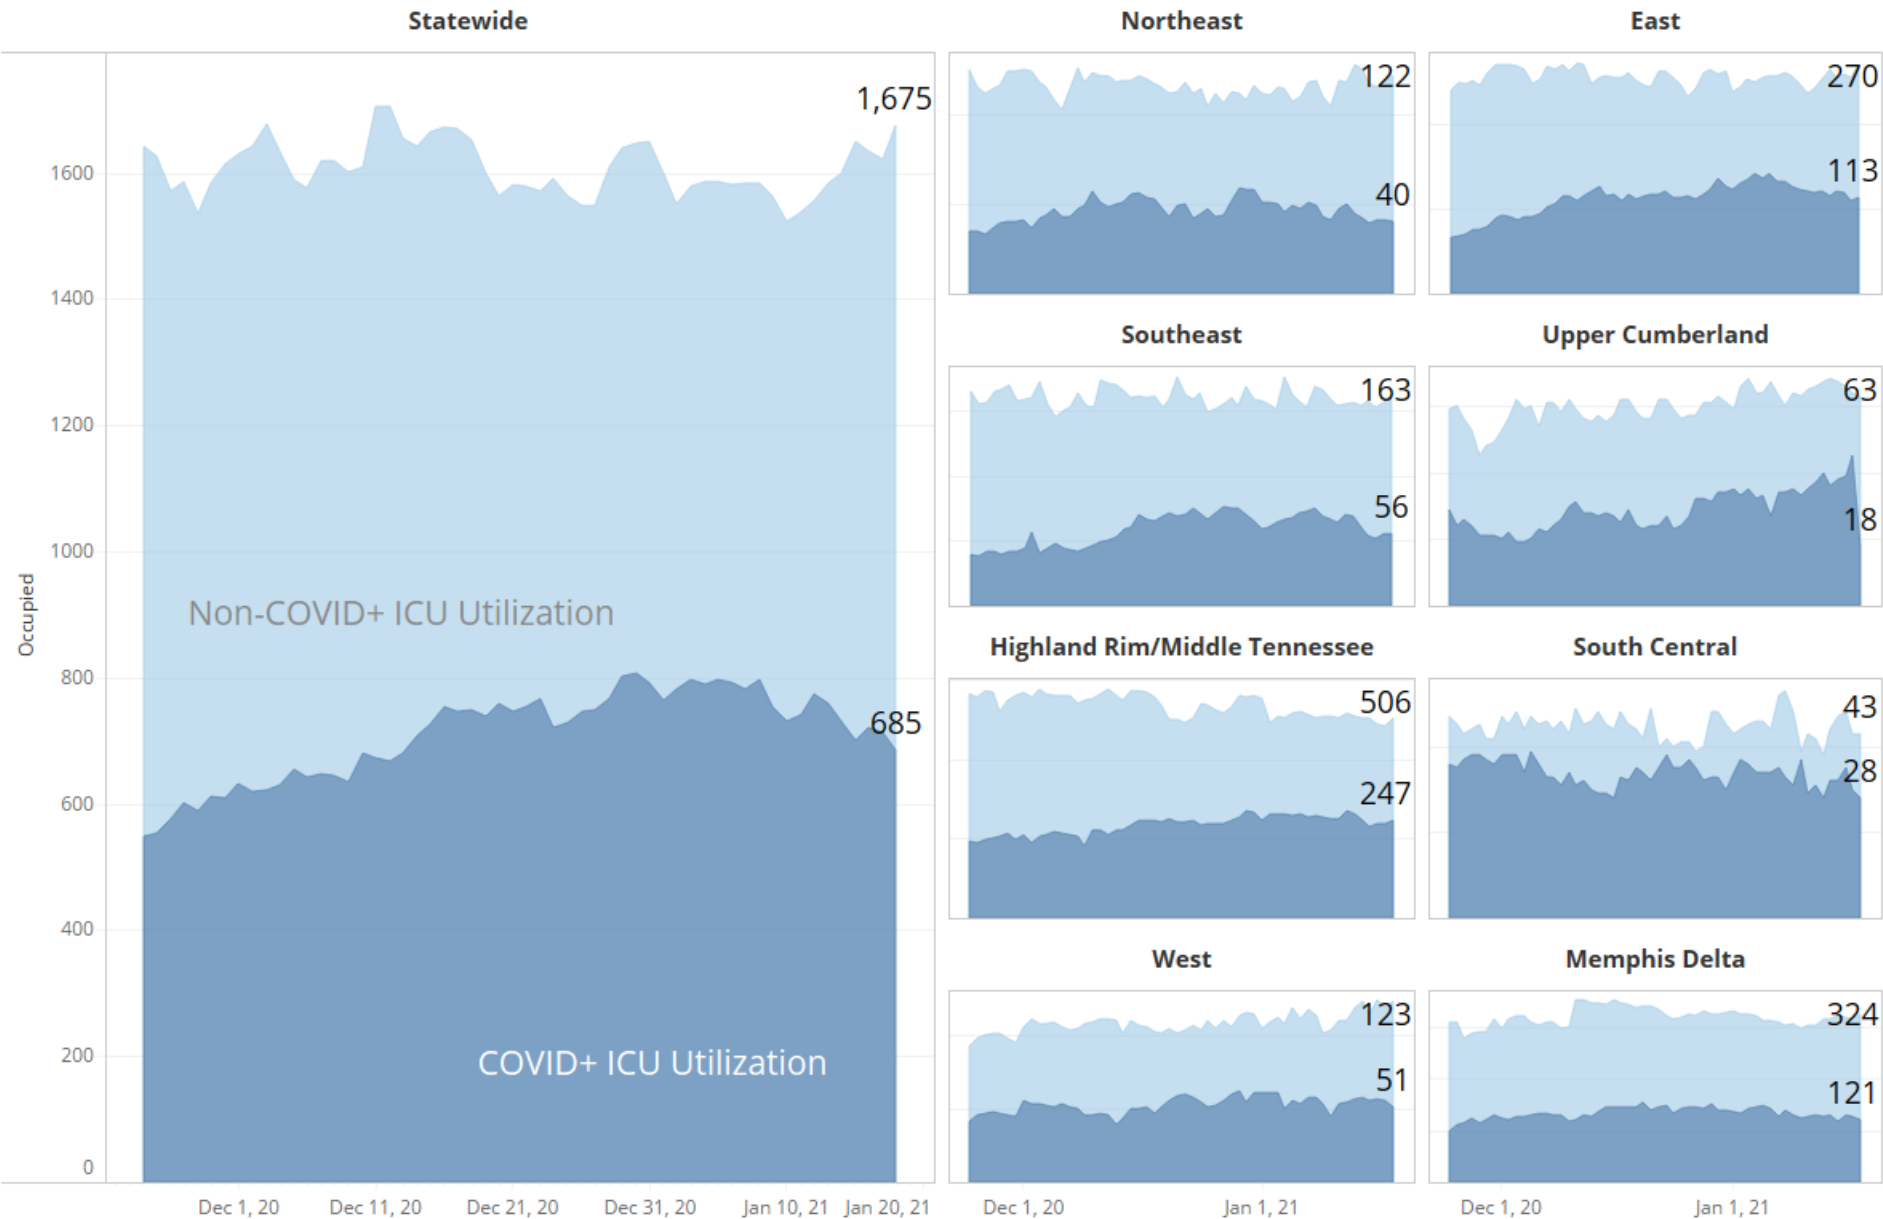 Statewide
1,675
1600
1400
1200
1000
800
600
400
200
0
Occupied
Non-COVID+ ICU Utilization
685
COVID+ ICU Utilization
Dec 1, 20 Dec 11, 20 Dec 21, 20 Dec 31, 20 Jan 10, 21 Jan 20, 21
Northeast
122
40
East
270
113
Southeast
163
56
Upper Cumberland
63
18
Highland Rim/Middle Tennessee
506
247
South Central
43
28
West
123
51
Memphis Delta
324
121
Dec 1, 20 Jan 1, 21
Dec 1, 20 Jan 1, 21